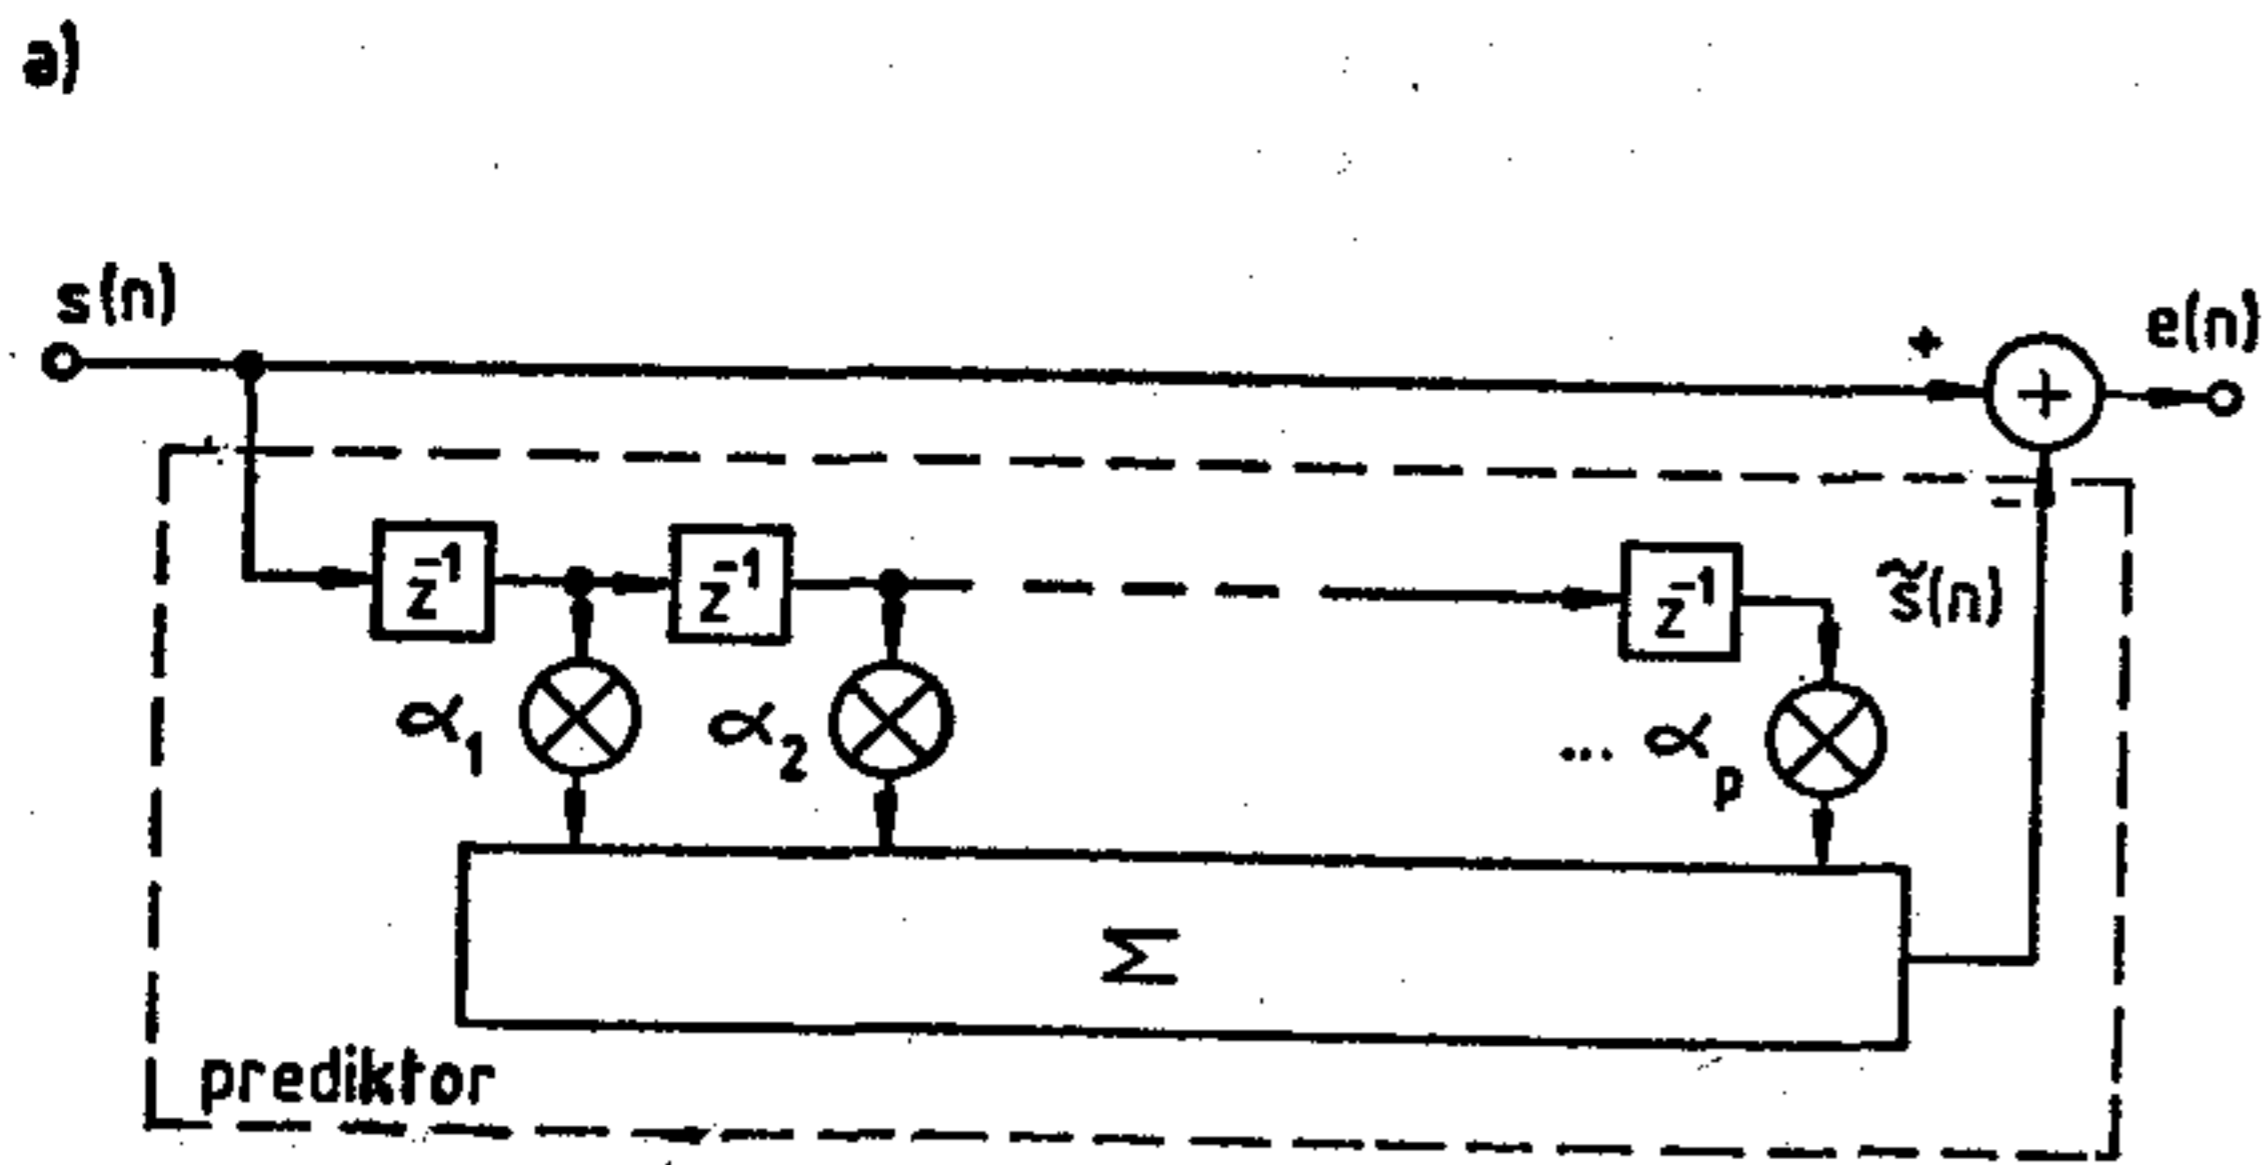 a)
s(n)
e(n)
+
+
-
z⁻¹
z⁻¹
z⁻¹
s̃(n)
α₁
α₂
... αₚ
Σ
prediktor